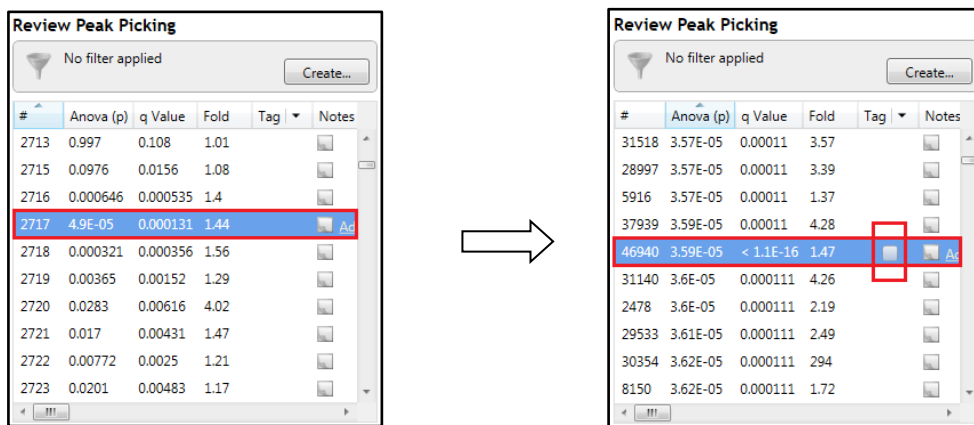 Review Peak Picking
No filter applied
Create...
# Anova (p) q Value Fold Tag Notes
2713 0.997 0.108 1.01
2715 0.0976 0.0156 1.08
2716 0.000646 0.000535 1.4
2717 4.9E-05 0.000131 1.44 Ad
2718 0.000321 0.000356 1.56
2719 0.00365 0.00152 1.29
2720 0.0283 0.00616 4.02
2721 0.017 0.00431 1.47
2722 0.00772 0.0025 1.21
2723 0.0201 0.00483 1.17
Review Peak Picking
No filter applied
Create...
# Anova (p) q Value Fold Tag Notes
31518 3.57E-05 0.00011 3.57
28997 3.57E-05 0.00011 3.39
5916 3.57E-05 0.00011 1.37
37939 3.59E-05 0.00011 4.28
46940 3.59E-05 < 1.1E-16 1.47 Ad
31140 3.6E-05 0.000111 4.26
2478 3.6E-05 0.000111 2.19
29533 3.61E-05 0.000111 2.49
30354 3.62E-05 0.000111 294
8150 3.62E-05 0.000111 1.72